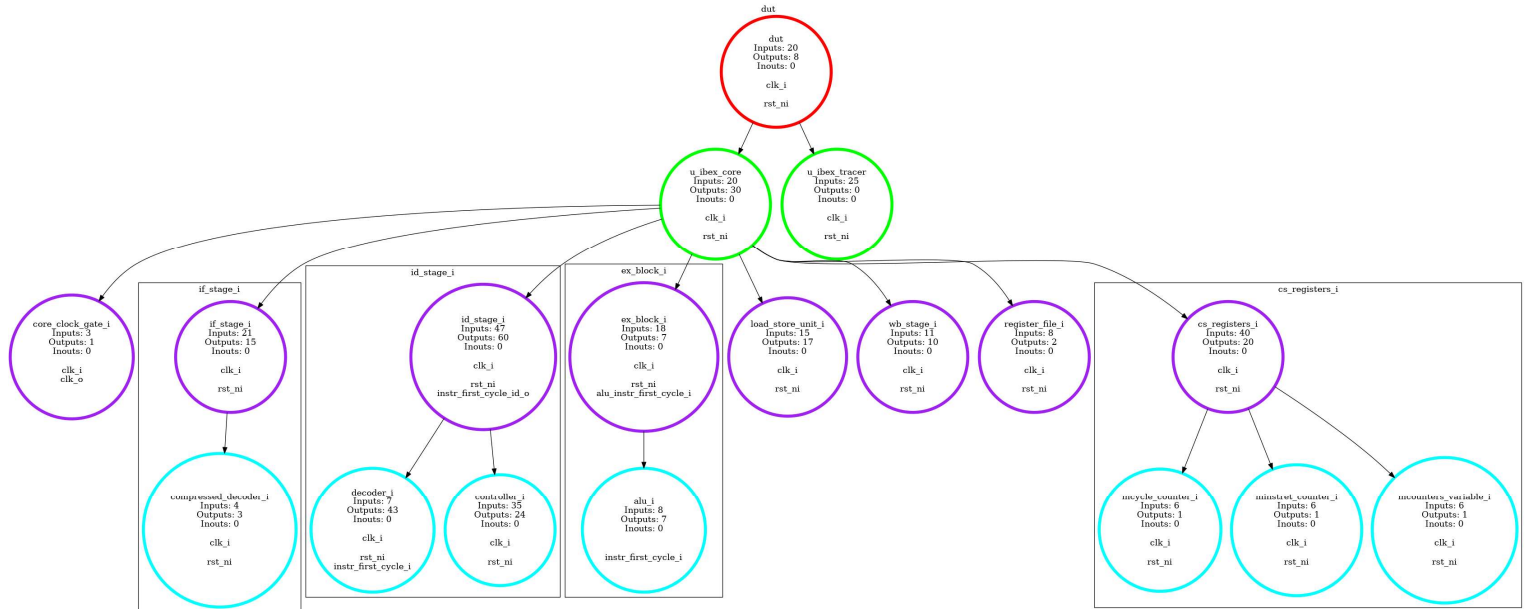 dut
dut
Inputs: 20
Outputs: 8
Inouts: 0
clk_i
rst_ni
u_ibex_core
Inputs: 20
Outputs: 30
Inouts: 0
clk_i
rst_ni
u_ibex_tracer
Inputs: 25
Outputs: 0
Inouts: 0
clk_i
rst_ni
core_clock_gate_i
Inputs: 3
Outputs: 1
Inouts: 0
clk_i
clk_o
if_stage_i
if_stage_i
Inputs: 21
Outputs: 15
Inouts: 0
clk_i
rst_ni
compressed_decoder_i
Inputs: 4
Outputs: 3
Inouts: 0
clk_i
rst_ni
id_stage_i
id_stage_i
Inputs: 47
Outputs: 60
Inouts: 0
clk_i
rst_ni
instr_first_cycle_id_o
decoder_i
Inputs: 7
Outputs: 43
Inouts: 0
clk_i
rst_ni
instr_first_cycle_i
controller_i
Inputs: 35
Outputs: 24
Inouts: 0
clk_i
rst_ni
ex_block_i
ex_block_i
Inputs: 18
Outputs: 7
Inouts: 0
clk_i
rst_ni
alu_instr_first_cycle_i
alu_i
Inputs: 8
Outputs: 7
Inouts: 0
instr_first_cycle_i
load_store_unit_i
Inputs: 15
Outputs: 17
Inouts: 0
clk_i
rst_ni
wb_stage_i
Inputs: 11
Outputs: 10
Inouts: 0
clk_i
rst_ni
register_file_i
Inputs: 8
Outputs: 2
Inouts: 0
clk_i
rst_ni
cs_registers_i
cs_registers_i
Inputs: 40
Outputs: 20
Inouts: 0
clk_i
rst_ni
mcycle_counter_i
Inputs: 6
Outputs: 1
Inouts: 0
clk_i
rst_ni
minstret_counter_i
Inputs: 6
Outputs: 1
Inouts: 0
clk_i
rst_ni
mcounters_variable_i
Inputs: 6
Outputs: 1
Inouts: 0
clk_i
rst_ni